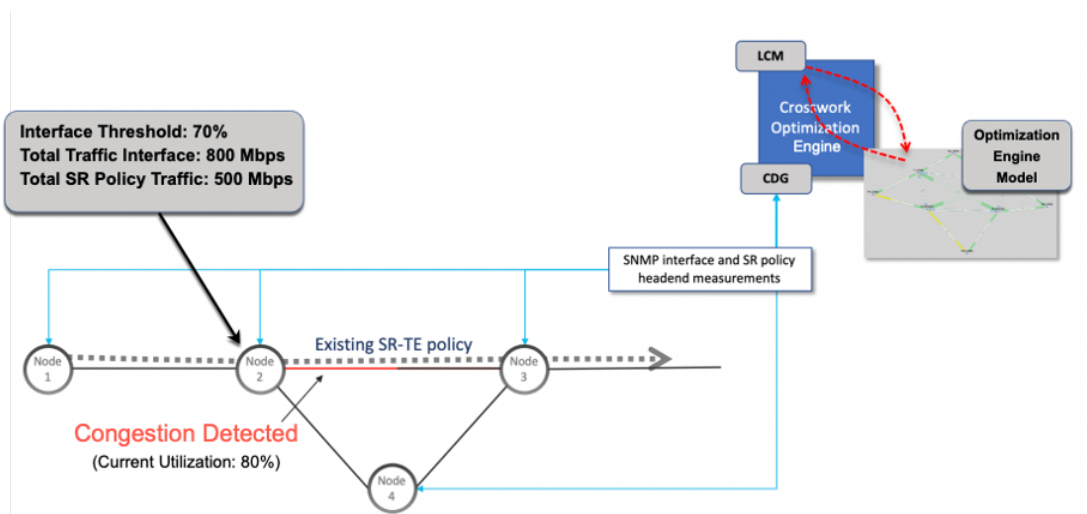 LCM
Crosswork
Optimization
Engine
Optimization
Engine
Model
CDG
Interface Threshold: 70%
Total Traffic Interface: 800 Mbps
Total SR Policy Traffic: 500 Mbps
SNMP interface and SR policy
headend measurements
Existing SR-TE policy
Node
1
Node
2
Node
3
Congestion Detected
(Current Utilization: 80%)
Node
4